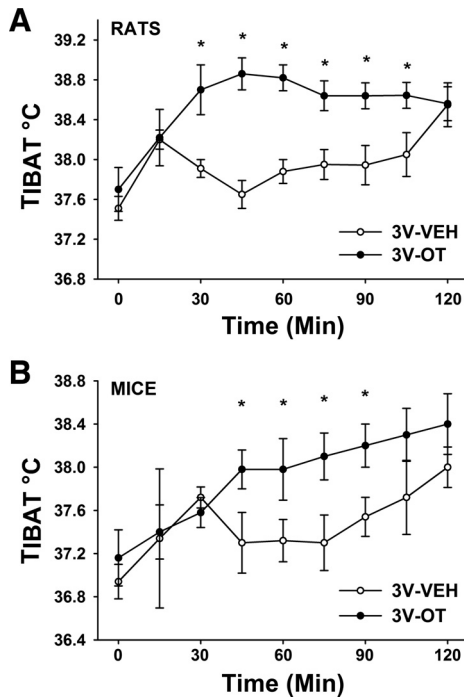 A
RATS
39.2
38.8
38.4
38.0
37.6
37.2
36.8
TIBAT °C
* * * * * *
3V-VEH
3V-OT
0 30 60 90 120
Time (Min)
B
MICE
38.8
38.4
38.0
37.6
37.2
36.8
36.4
TIBAT °C
* * * *
3V-VEH
3V-OT
0 30 60 90 120
Time (Min)